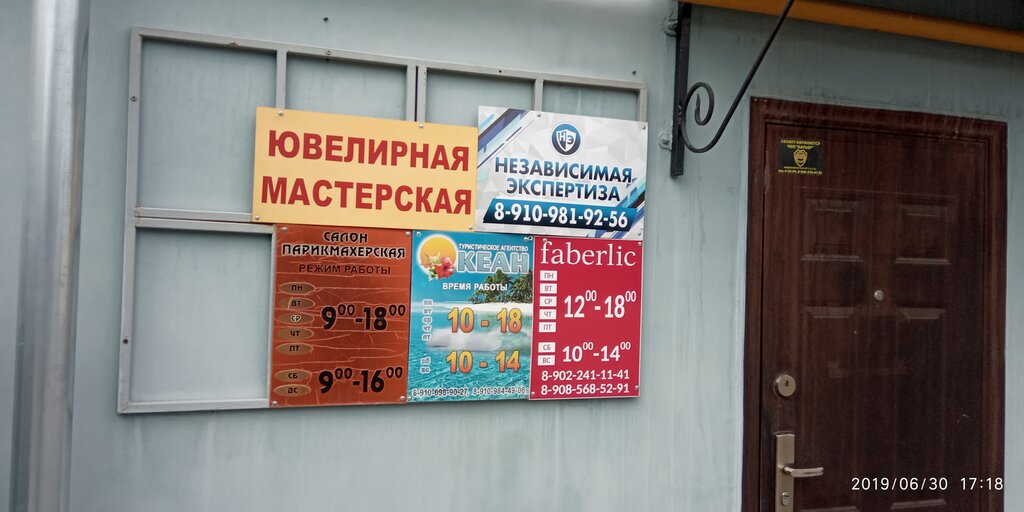 ЮВЕЛИРНАЯ
МАСТЕРСКАЯ
НЭ
НЕЗАВИСИМАЯ
ЭКСПЕРТИЗА
8-910-981-92-56
САЛОН
ПАРИКМАХЕРСКАЯ
РЕЖИМ РАБОТЫ
ПН
ВТ
СР
ЧТ
ПТ
9⁰⁰-18⁰⁰
СБ
ВС
9⁰⁰-16⁰⁰
ТУРИСТИЧЕСКОЕ АГЕНТСТВО
КЕАН
ВРЕМЯ РАБОТЫ
10 - 18
10 - 14
faberlic
ПН
ВТ
СР
ЧТ
ПТ
12⁰⁰-18⁰⁰
СБ
ВС
10⁰⁰-14⁰⁰
8-902-241-11-41
8-908-568-52-91
ОБЪЕКТ ОХРАНЯЕТСЯ
2019/06/30 17:18